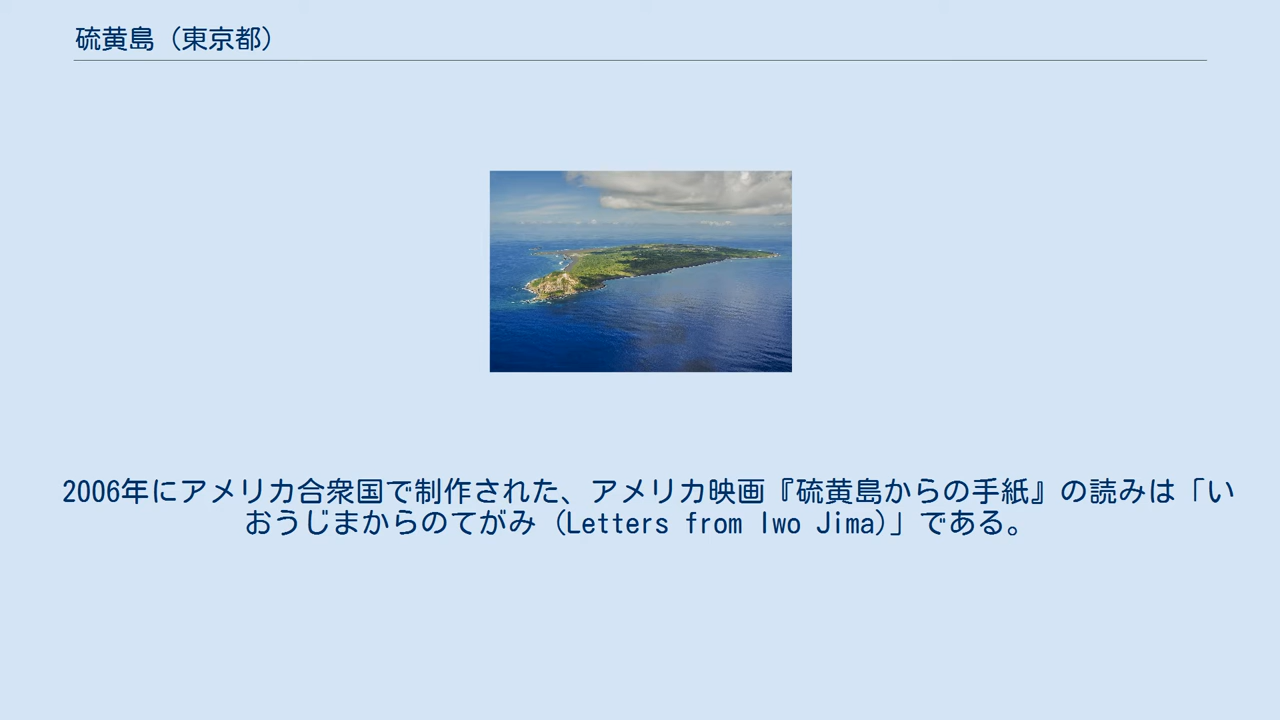 硫黄島（東京都）
2006年にアメリカ合衆国で制作された、アメリカ映画『硫黄島からの手紙』の読みは「い
おうじまからのてがみ（Letters from Iwo Jima）」である。